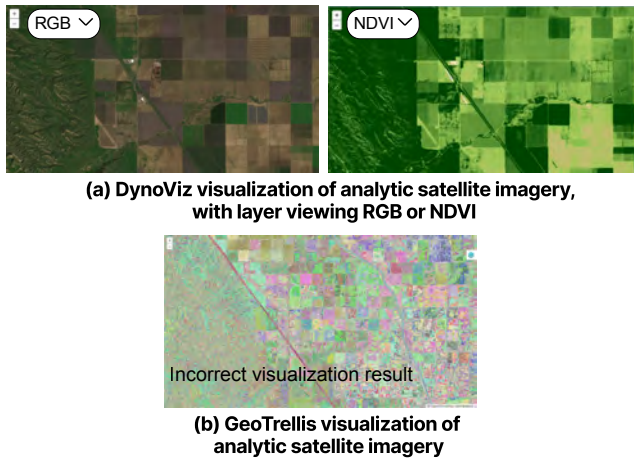 RGB
NDVI
(a) DynoViz visualization of analytic satellite imagery,
with layer viewing RGB or NDVI
Incorrect visualization result
(b) GeoTrellis visualization of
analytic satellite imagery